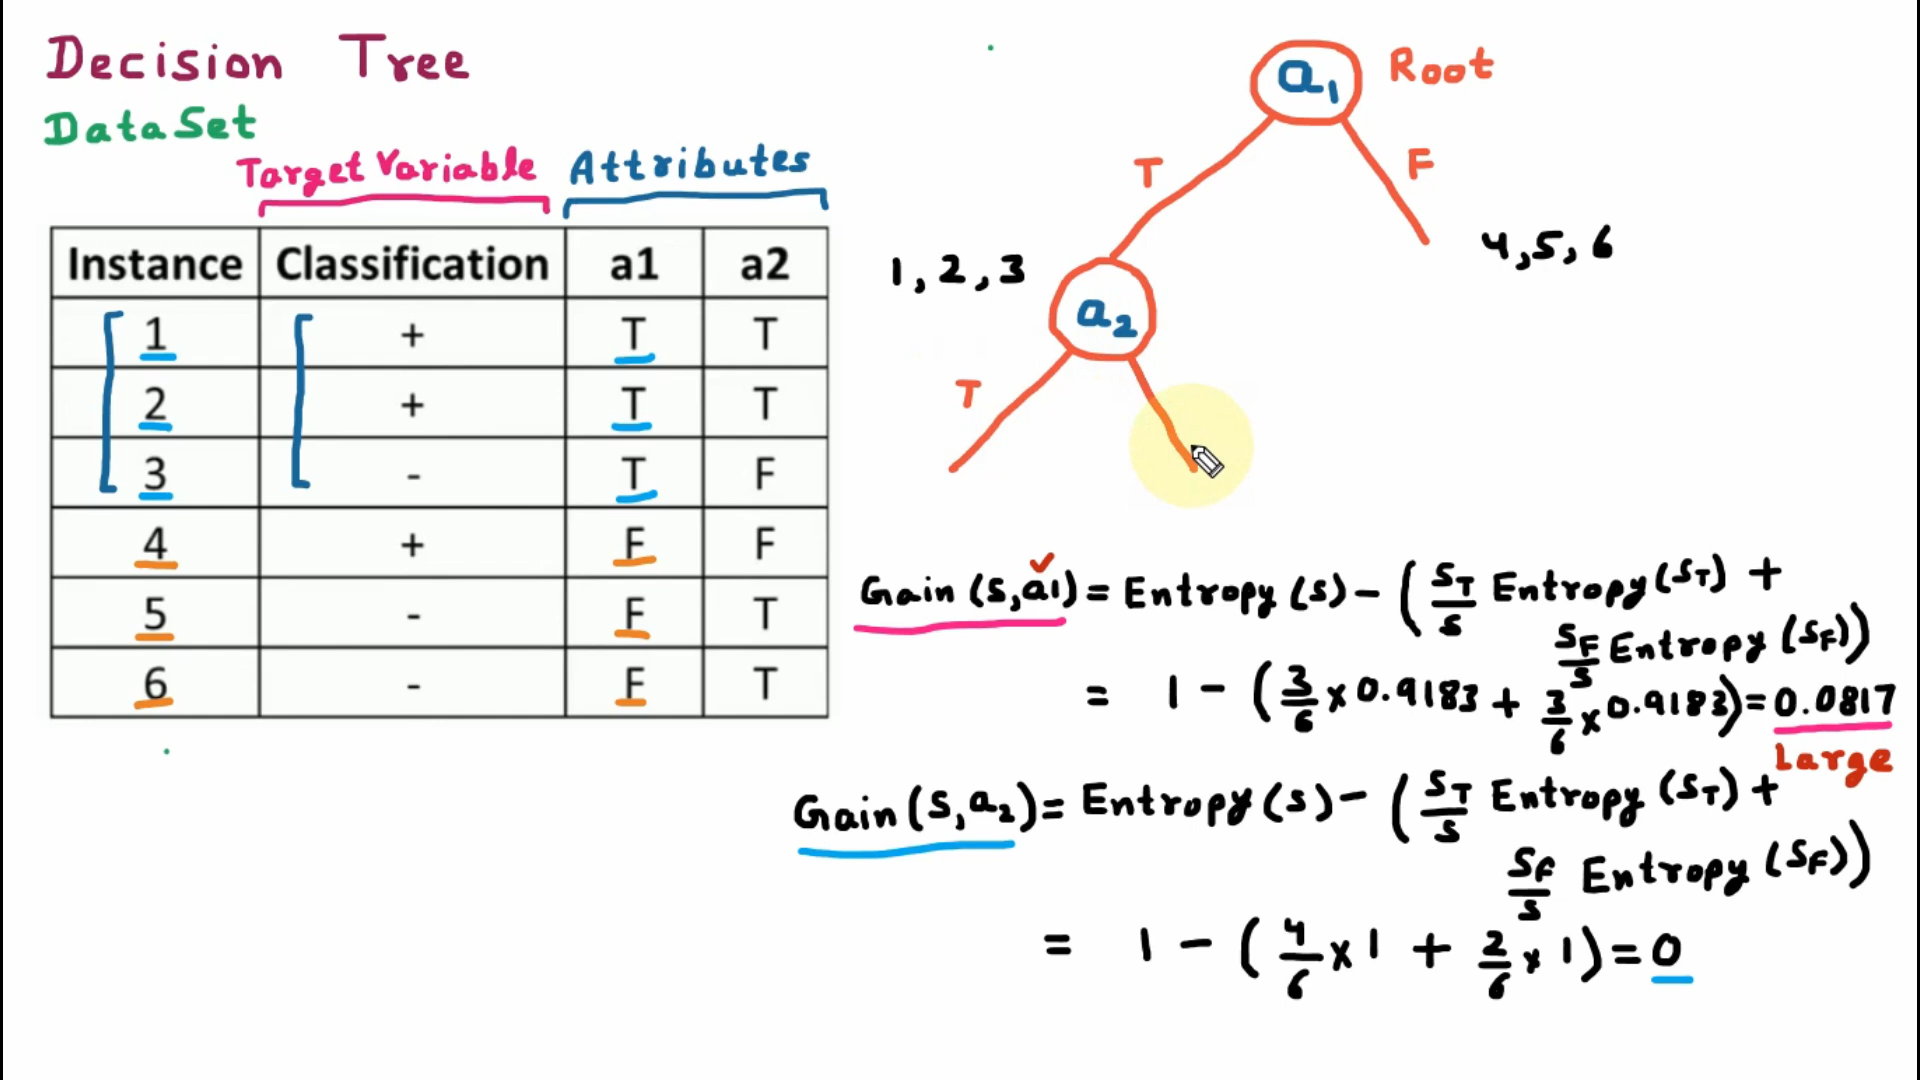 Decision Tree
DataSet
Target Variable Attributes
Instance Classification a1 a2
1 + T T
2 + T T
3 - T F
4 + F F
5 - F T
6 - F T
a1 Root
T F
1, 2, 3 4, 5, 6
a2
T
Gain (S, a1) = Entropy (S) - ( ST/S Entropy (ST) +
SF/S Entropy (SF))
= 1 - ( 3/6 x 0.9183 + 3/6 x 0.9183) = 0.0817
Large
Gain (S, a2) = Entropy (S) - ( ST/S Entropy (ST) +
SF/S Entropy (SF))
= 1 - ( 4/6 x 1 + 2/6 x 1) = 0